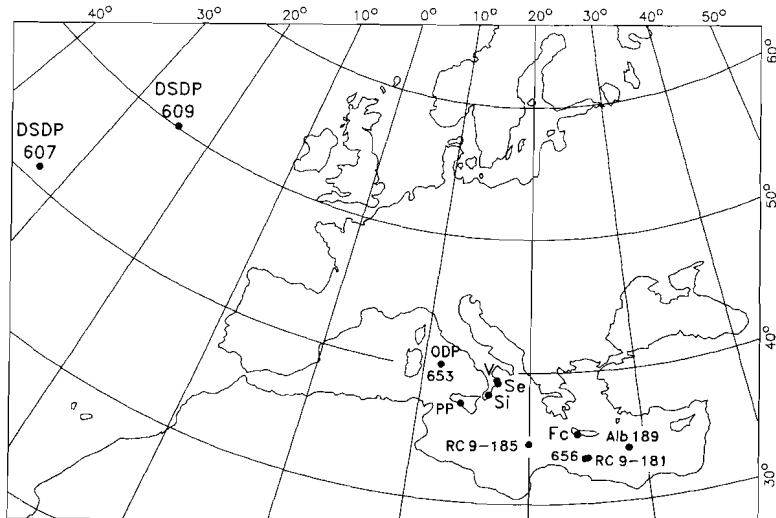 40° 30° 20° 10° 0° 10° 20° 30° 40° 50°
60°
50°
40°
30°
DSDP
609
DSDP
607
ODP
653
V
Se
Si
PP
RC 9-185
Fc
Alb 189
656
RC 9-181